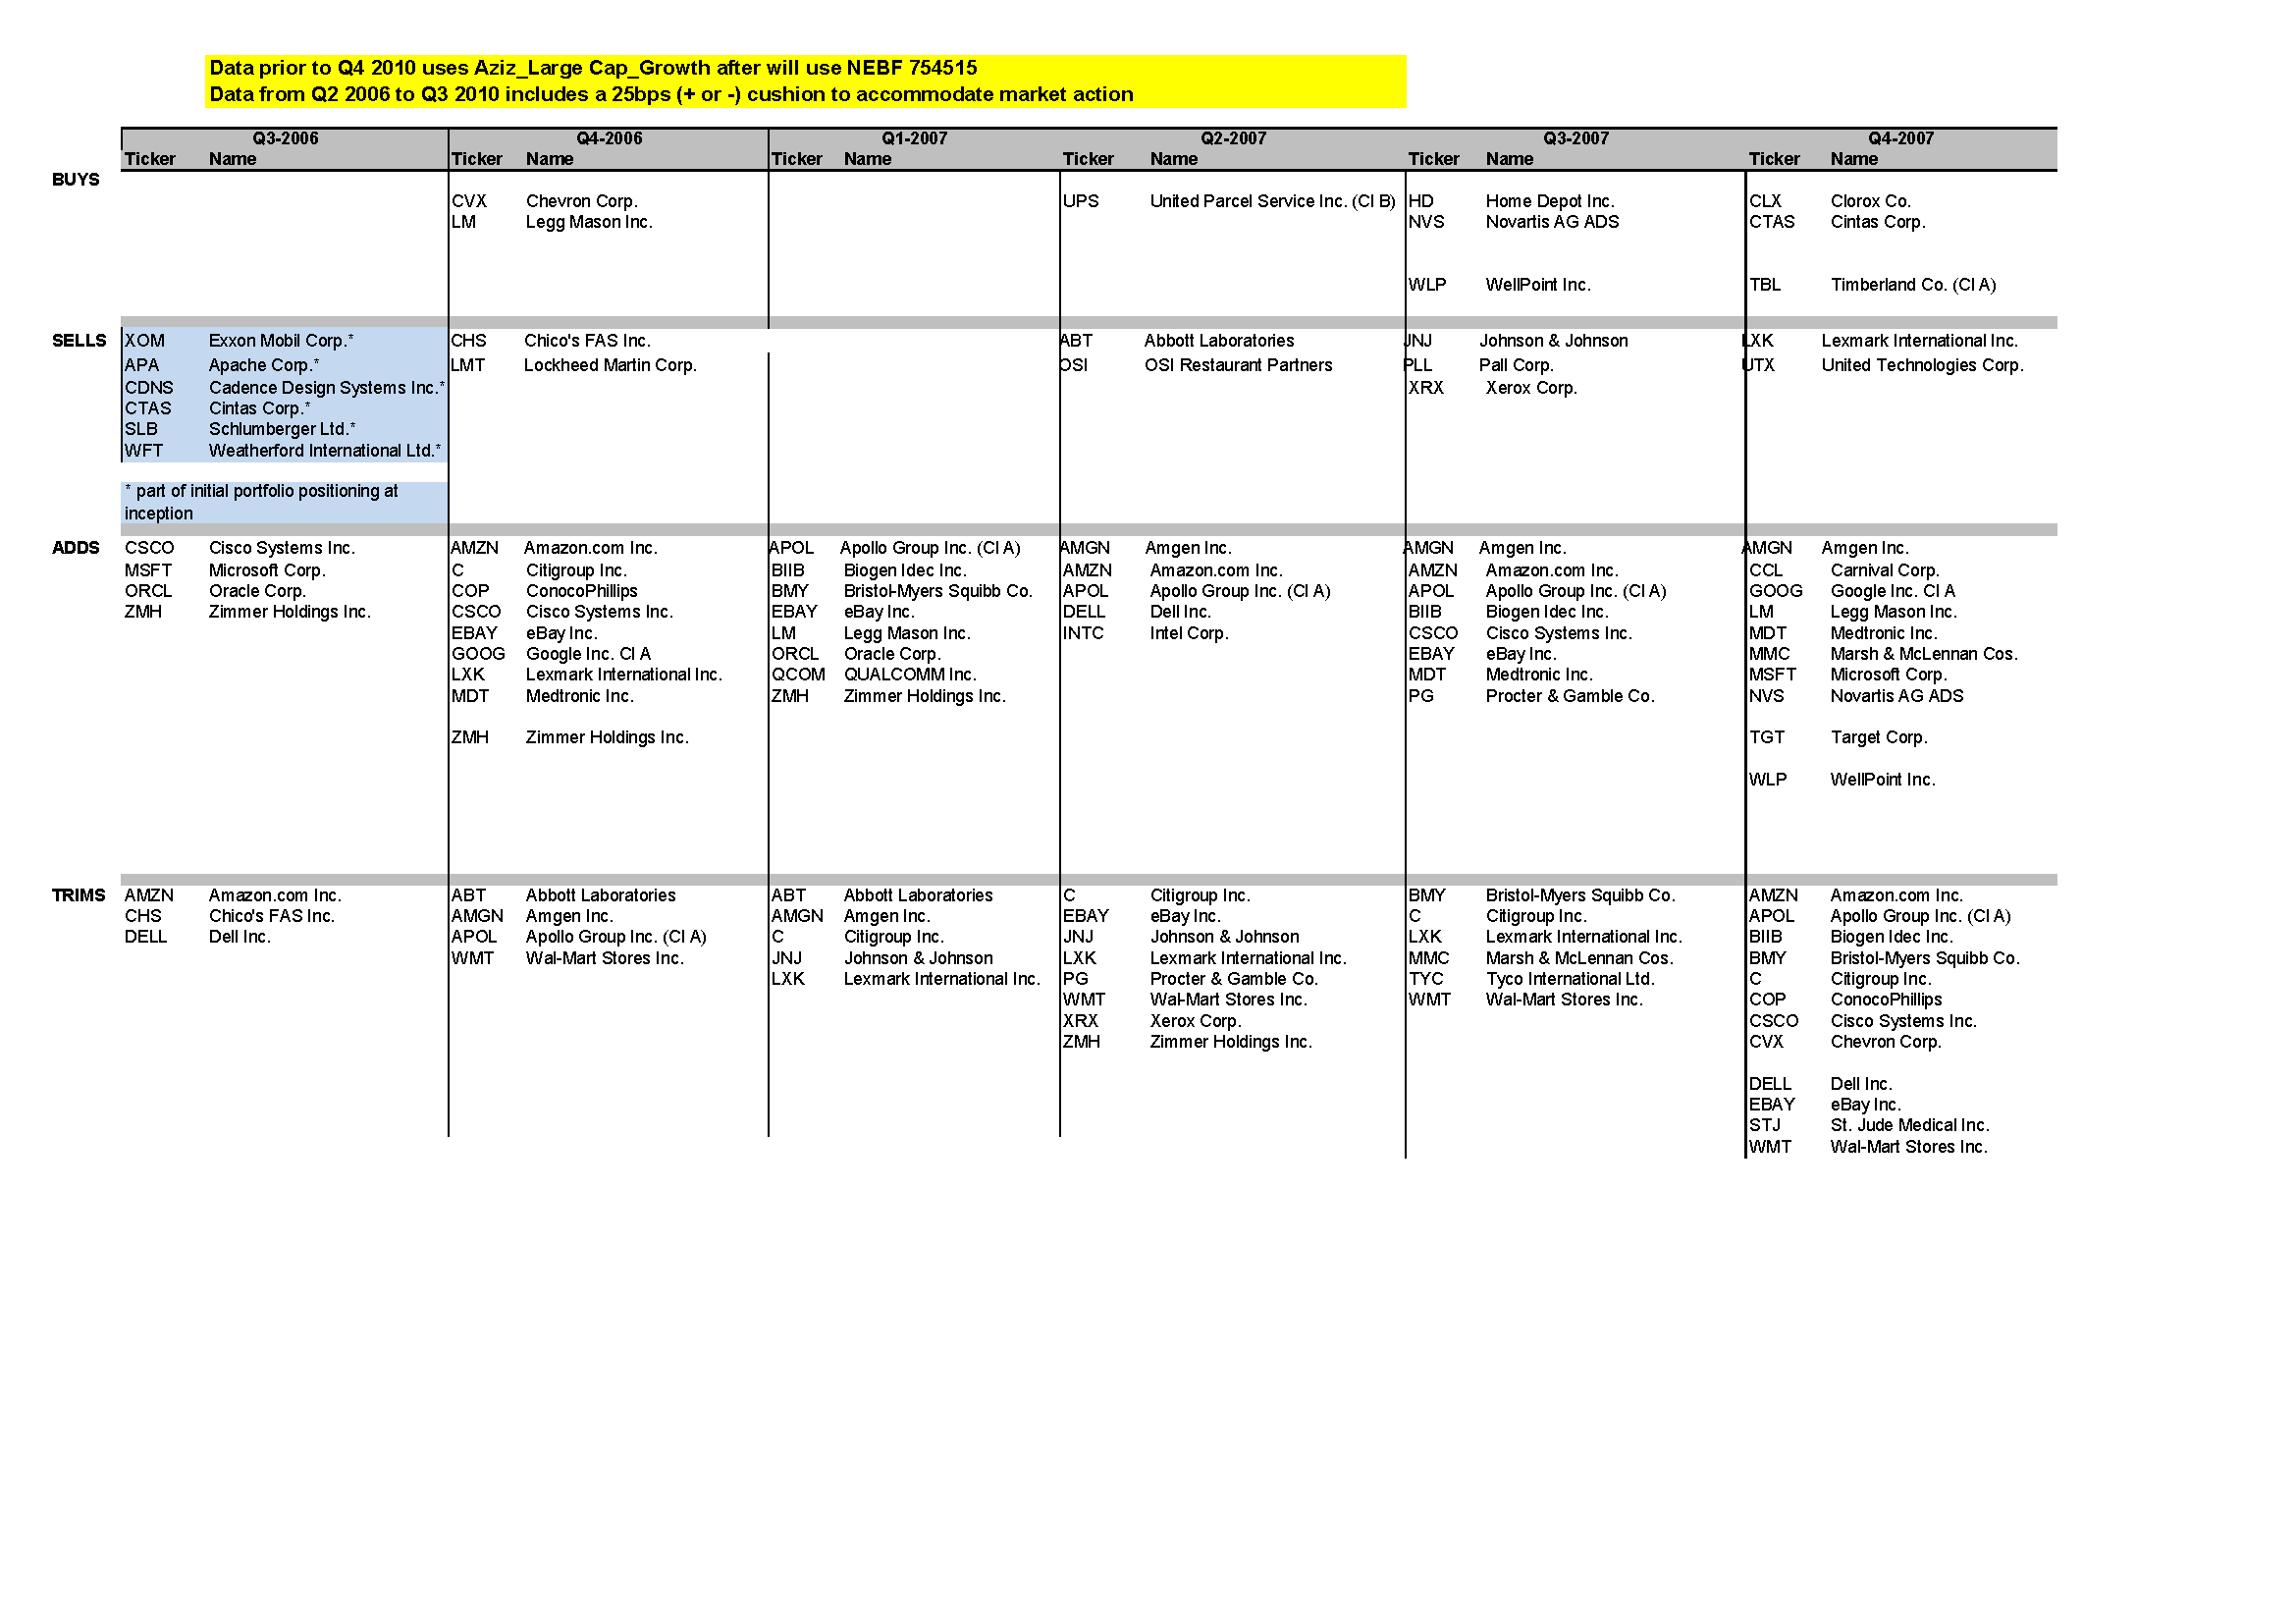 Data prior to Q4 2010 uses Aziz_Large Cap_Growth after will use NEBF 754515
Data from Q2 2006 to Q3 2010 includes a 25bps (+ or -) cushion to accommodate market action
Q3-2006 Q4-2006 Q1-2007 Q2-2007 Q3-2007 Q4-2007
Ticker Name Ticker Name Ticker Name Ticker Name Ticker Name Ticker Name
BUYS
CVX Chevron Corp. UPS United Parcel Service Inc. (Cl B) HD Home Depot Inc. CLX Clorox Co.
LM Legg Mason Inc. NVS Novartis AG ADS CTAS Cintas Corp.
WLP WellPoint Inc. TBL Timberland Co. (Cl A)
SELLS XOM Exxon Mobil Corp.* CHS Chico's FAS Inc. ABT Abbott Laboratories JNJ Johnson & Johnson LXK Lexmark International Inc.
APA Apache Corp.* LMT Lockheed Martin Corp. OSI OSI Restaurant Partners PLL Pall Corp. UTX United Technologies Corp.
CDNS Cadence Design Systems Inc.* XRX Xerox Corp.
CTAS Cintas Corp.*
SLB Schlumberger Ltd.*
WFT Weatherford International Ltd.*
* part of initial portfolio positioning at
inception
ADDS CSCO Cisco Systems Inc. AMZN Amazon.com Inc. APOL Apollo Group Inc. (Cl A) AMGN Amgen Inc. AMGN Amgen Inc. AMGN Amgen Inc.
MSFT Microsoft Corp. C Citigroup Inc. BIIB Biogen Idec Inc. AMZN Amazon.com Inc. AMZN Amazon.com Inc. CCL Carnival Corp.
ORCL Oracle Corp. COP ConocoPhillips BMY Bristol-Myers Squibb Co. APOL Apollo Group Inc. (Cl A) APOL Apollo Group Inc. (Cl A) GOOG Google Inc. Cl A
ZMH Zimmer Holdings Inc. CSCO Cisco Systems Inc. EBAY eBay Inc. DELL Dell Inc. BIIB Biogen Idec Inc. LM Legg Mason Inc.
EBAY eBay Inc. LM Legg Mason Inc. INTC Intel Corp. CSCO Cisco Systems Inc. MDT Medtronic Inc.
GOOG Google Inc. Cl A ORCL Oracle Corp. EBAY eBay Inc. MMC Marsh & McLennan Cos.
LXK Lexmark International Inc. QCOM QUALCOMM Inc. MDT Medtronic Inc. MSFT Microsoft Corp.
MDT Medtronic Inc. ZMH Zimmer Holdings Inc. PG Procter & Gamble Co. NVS Novartis AG ADS
ZMH Zimmer Holdings Inc. TGT Target Corp.
WLP WellPoint Inc.
TRIMS AMZN Amazon.com Inc. ABT Abbott Laboratories ABT Abbott Laboratories C Citigroup Inc. BMY Bristol-Myers Squibb Co. AMZN Amazon.com Inc.
CHS Chico's FAS Inc. AMGN Amgen Inc. AMGN Amgen Inc. EBAY eBay Inc. C Citigroup Inc. APOL Apollo Group Inc. (Cl A)
DELL Dell Inc. APOL Apollo Group Inc. (Cl A) C Citigroup Inc. JNJ Johnson & Johnson LXK Lexmark International Inc. BIIB Biogen Idec Inc.
WMT Wal-Mart Stores Inc. JNJ Johnson & Johnson LXK Lexmark International Inc. MMC Marsh & McLennan Cos. BMY Bristol-Myers Squibb Co.
LXK Lexmark International Inc. PG Procter & Gamble Co. TYC Tyco International Ltd. C Citigroup Inc.
WMT Wal-Mart Stores Inc. WMT Wal-Mart Stores Inc. COP ConocoPhillips
XRX Xerox Corp. CSCO Cisco Systems Inc.
ZMH Zimmer Holdings Inc. CVX Chevron Corp.
DELL Dell Inc.
EBAY eBay Inc.
STJ St. Jude Medical Inc.
WMT Wal-Mart Stores Inc.